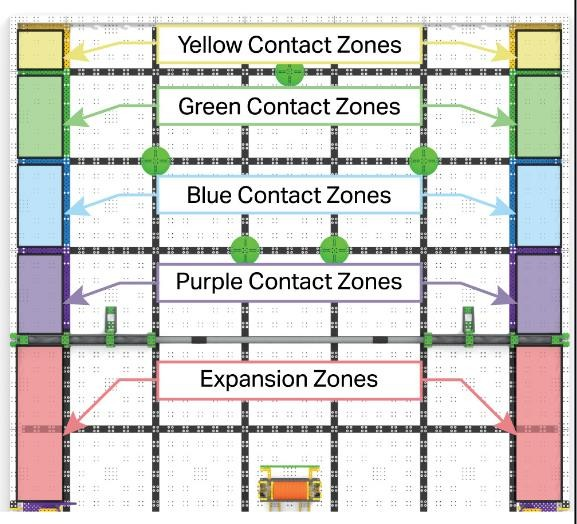 Yellow Contact Zones
Green Contact Zones
Blue Contact Zones
Purple Contact Zones
Expansion Zones